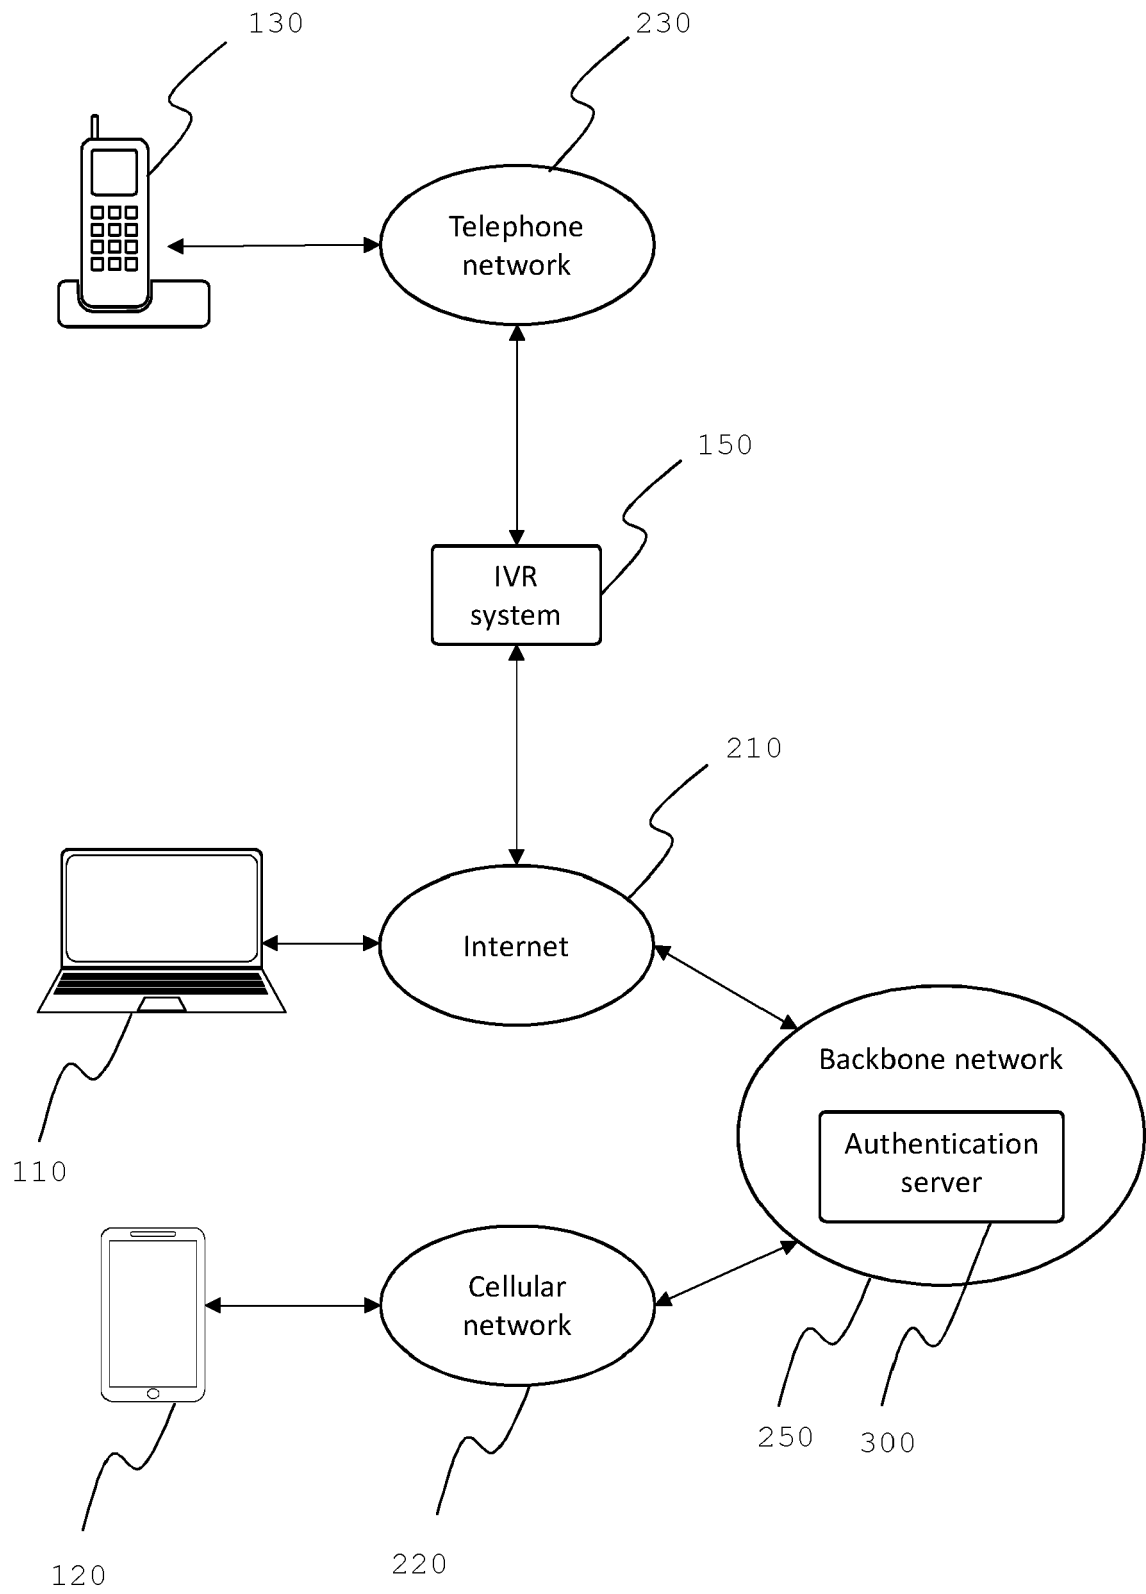 130
230
Telephone
network
150
IVR
system
210
Internet
Backbone network
Authentication
server
110
Cellular
network
250
300
220
120